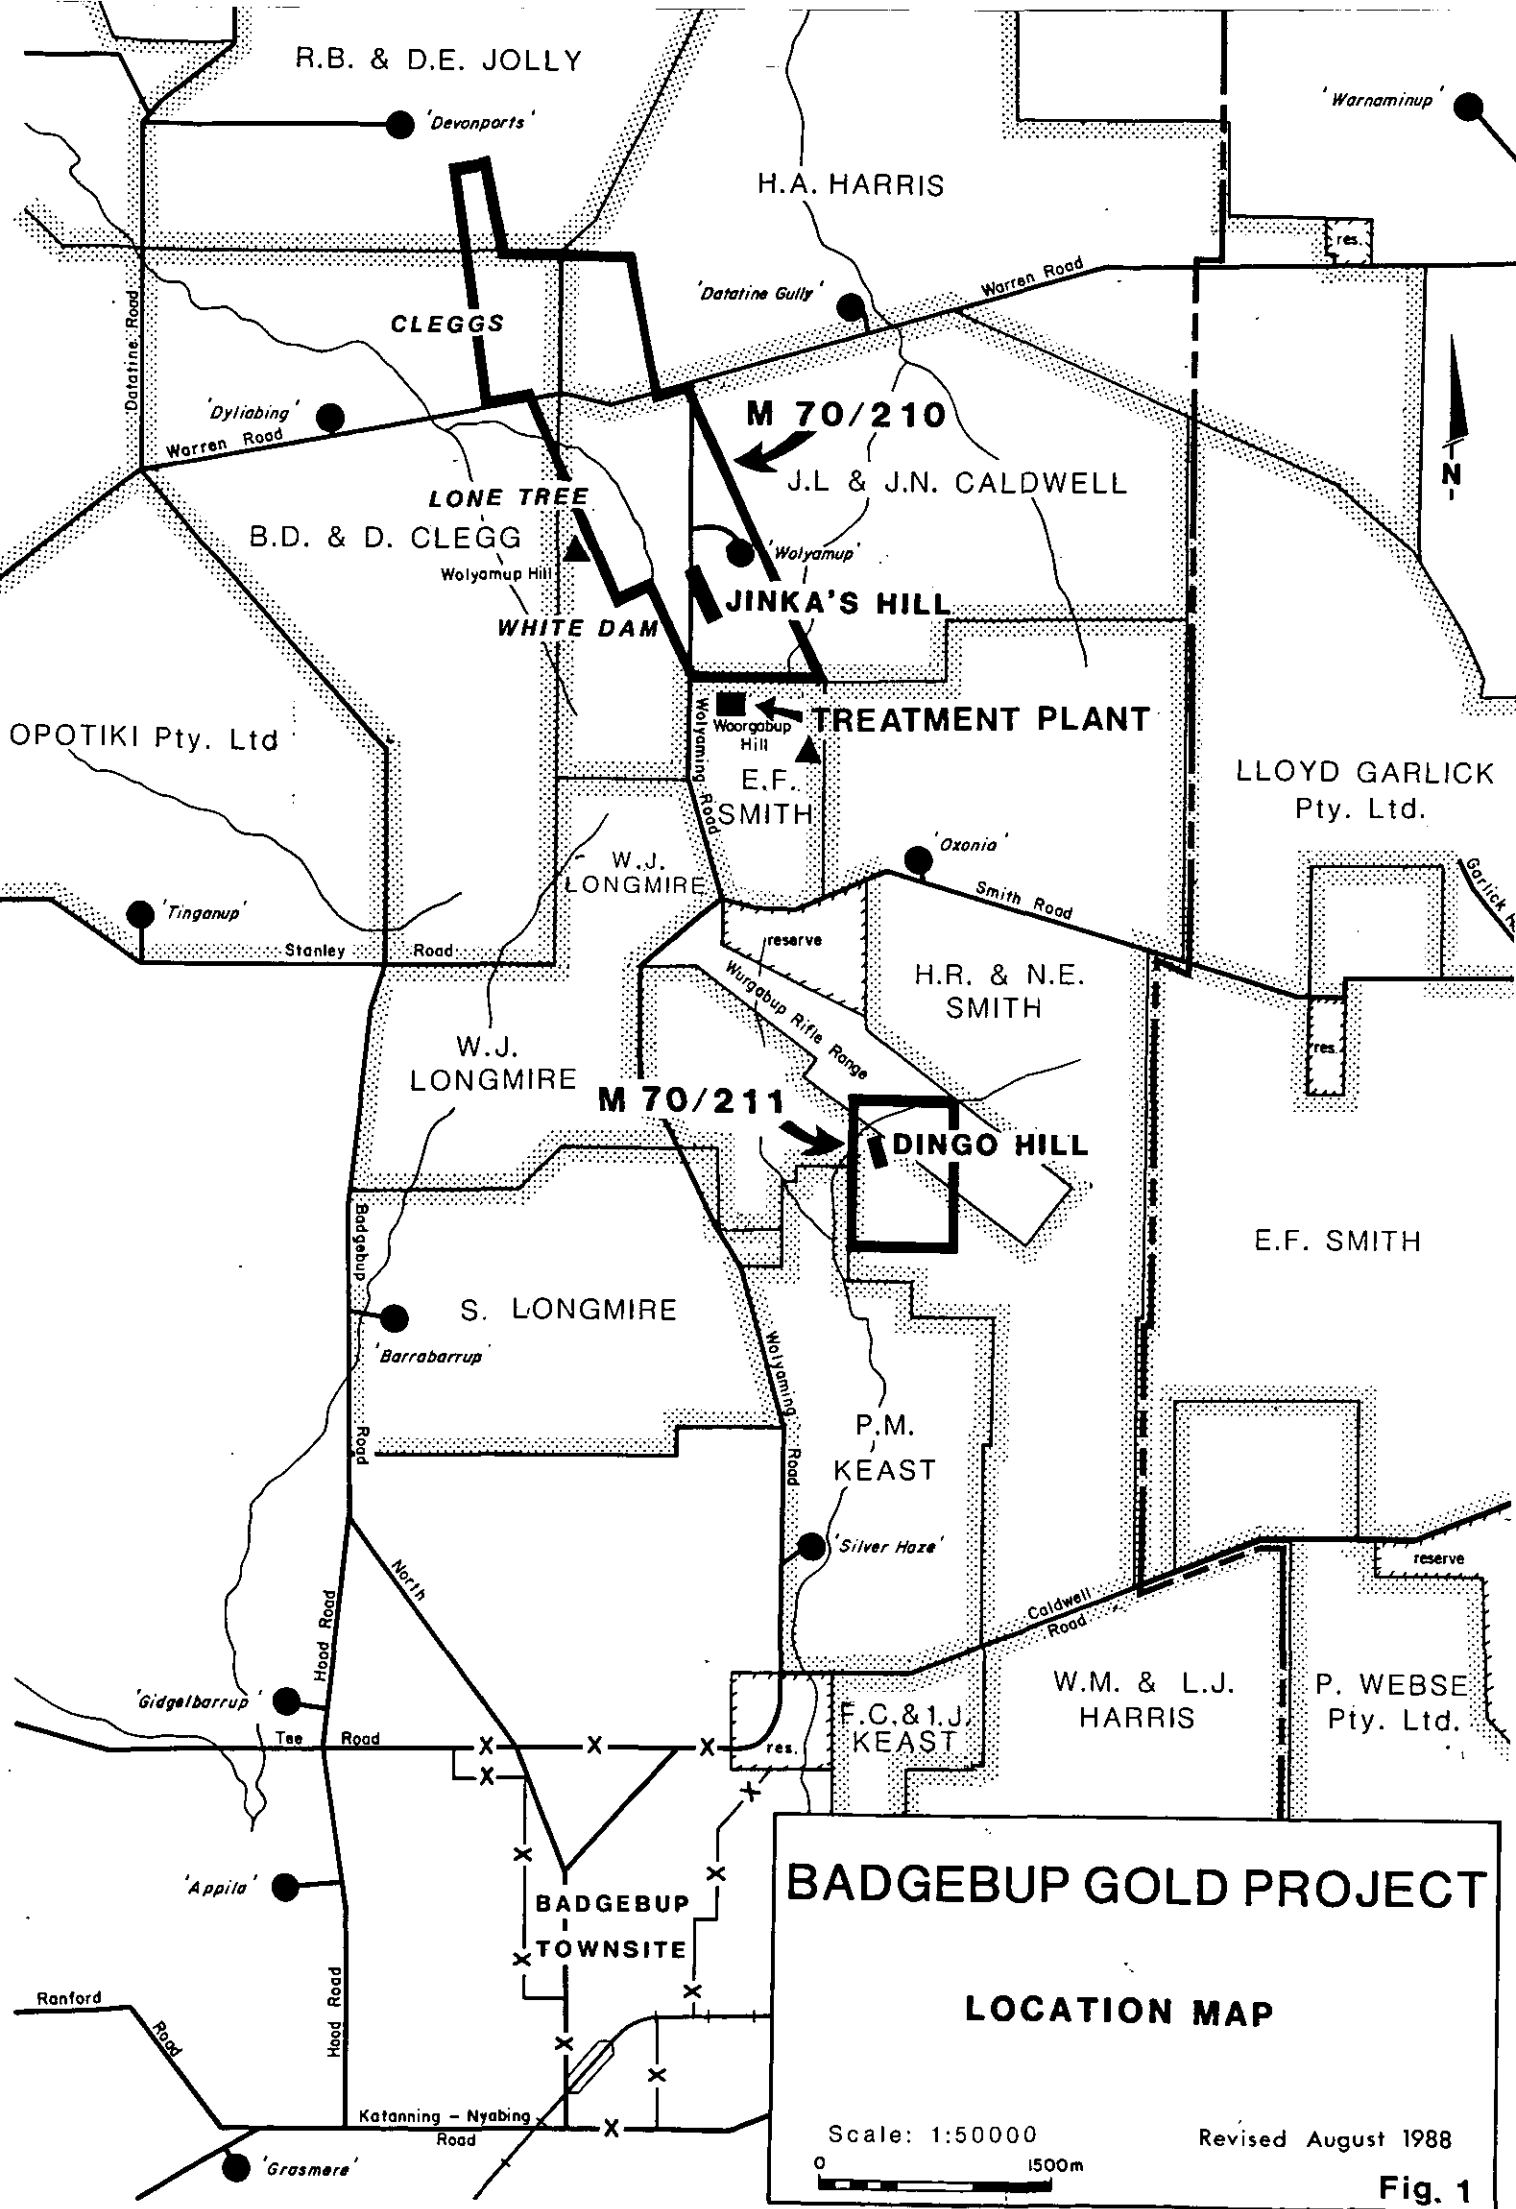 R.B. & D.E. JOLLY
'Devonports'
'Warnaminup'
H.A. HARRIS
res.
Datatine Road
'Datatine Gully'
Warren Road
CLEGGS
'Dyliabing'
Warren Road
M 70/210
J.L & J.N. CALDWELL
N
LONE TREE
B.D. & D. CLEGG
Wolyamup Hill
'Wolyamup'
JINKA'S HILL
WHITE DAM
OPOTIKI Pty. Ltd
Wolyaming Road
Woorgabup
Hill
TREATMENT PLANT
E.F.
SMITH
LLOYD GARLICK
Pty. Ltd.
W.J.
LONGMIRE
'Oxonia'
Smith Road
Garlick
'Tinganup'
Stanley Road
reserve
Wurgabup Rifle Range
H.R. & N.E.
SMITH
res.
W.J.
LONGMIRE
M 70/211
DINGO HILL
Badgebup Road
E.F. SMITH
S. LONGMIRE
'Barrabarrup'
Wolyaming Road
P.M.
KEAST
'Silver Haze'
reserve
North
Hood Road
Caldwell
Road
'Gidgelbarrup'
Tee Road
X X X
X
res.
F.C.&I.J.
KEAST
W.M. & L.J.
HARRIS
P. WEBSE
Pty. Ltd.
X
X X
'Appila'
BADGEBUP
TOWNSITE
X
X
Ranford
Road
Hood Road
X
X
Katanning - Nyabing
Road
X
'Grasmere'
BADGEBUP GOLD PROJECT
LOCATION MAP
Scale: 1:50000
Revised August 1988
0 1500m
Fig. 1